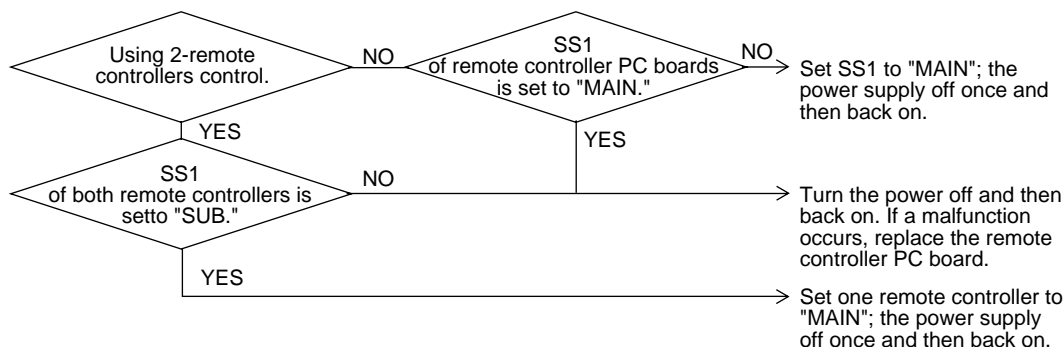 Using 2-remote
controllers control.
NO
SS1
of remote controller PC boards
is set to "MAIN."
NO
Set SS1 to "MAIN"; the
power supply off once and
then back on.
YES
YES
SS1
of both remote controllers is
setto "SUB."
NO
Turn the power off and then
back on. If a malfunction
occurs, replace the remote
controller PC board.
YES
Set one remote controller to
"MAIN"; the power supply
off once and then back on.